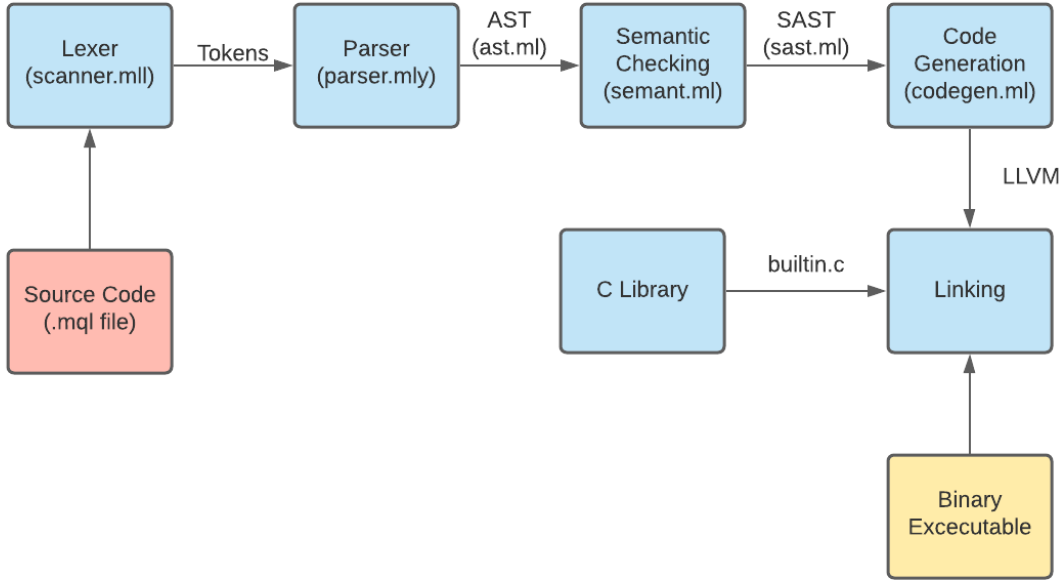 Lexer
(scanner.mll)
Tokens
Parser
(parser.mly)
AST
(ast.ml)
Semantic
Checking
(semant.ml)
SAST
(sast.ml)
Code
Generation
(codegen.ml)
LLVM
Source Code
(.mql file)
C Library
builtin.c
Linking
Binary
Excecutable